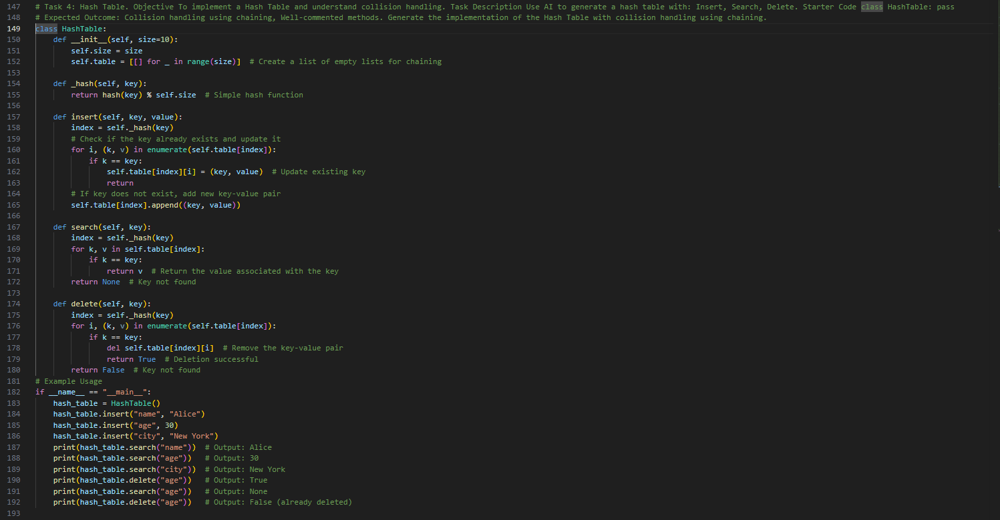 147 # Task 4: Hash Table. Objective To implement a Hash Table and understand collision handling. Task Description Use AI to generate a hash table with: Insert, Search, Delete. Starter Code class HashTable: pass
148 # Expected Outcome: Collision handling using chaining, Well-commented methods. Generate the implementation of the Hash Table with collision handling using chaining.
149 class HashTable:
150     def __init__(self, size=10):
151         self.size = size
152         self.table = [[] for _ in range(size)]  # Create a list of empty lists for chaining
153
154     def _hash(self, key):
155         return hash(key) % self.size  # Simple hash function
156
157     def insert(self, key, value):
158         index = self._hash(key)
159         # Check if the key already exists and update it
160         for i, (k, v) in enumerate(self.table[index]):
161             if k == key:
162                 self.table[index][i] = (key, value)  # Update existing key
163                 return
164         # If key does not exist, add new key-value pair
165         self.table[index].append((key, value))
166
167     def search(self, key):
168         index = self._hash(key)
169         for k, v in self.table[index]:
170             if k == key:
171                 return v  # Return the value associated with the key
172         return None  # Key not found
173
174     def delete(self, key):
175         index = self._hash(key)
176         for i, (k, v) in enumerate(self.table[index]):
177             if k == key:
178                 del self.table[index][i]  # Remove the key-value pair
179                 return True  # Deletion successful
180         return False  # Key not found
181 # Example Usage
182 if __name__ == "__main__":
183     hash_table = HashTable()
184     hash_table.insert("name", "Alice")
185     hash_table.insert("age", 30)
186     hash_table.insert("city", "New York")
187     print(hash_table.search("name"))  # Output: Alice
188     print(hash_table.search("age"))   # Output: 30
189     print(hash_table.search("city"))  # Output: New York
190     print(hash_table.delete("age"))   # Output: True
191     print(hash_table.search("age"))   # Output: None
192     print(hash_table.delete("age"))   # Output: False (already deleted)
193